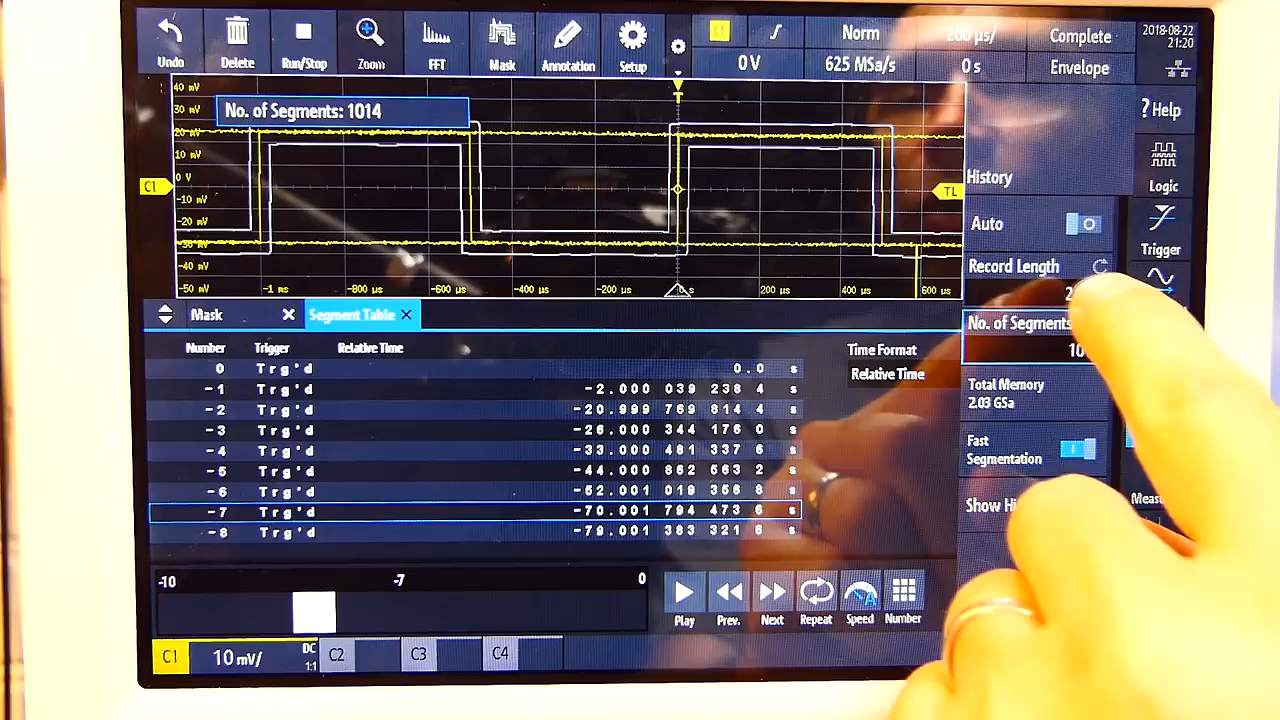 Undo Delete Run/Stop Zoom FFT Mask Annotation Setup
C1 Norm 200 µs/ Complete 2018-08-22
21:20
0 V 625 MSa/s 0 s Envelope
40 mV
30 mV
No. of Segments: 1014
20 mV
10 mV
0 V
-10 mV
-20 mV
-30 mV
-40 mV
-50 mV
C1
T
TL
-1 ms -800 µs -600 µs -400 µs -200 µs 0 s 200 µs 400 µs 600 µs
Help
Logic
Trigger
History
Auto
Record Length
No. of Segments
Total Memory
2.03 GSa
Fast
Segmentation
Mask Segment Table
Number Trigger Relative Time
0 Trg'd 0.0 s
-1 Trg'd -2.000 039 238 4 s
-2 Trg'd -20.999 769 814 4 s
-3 Trg'd -26.000 344 176 0 s
-4 Trg'd -33.000 481 337 6 s
-5 Trg'd -44.000 862 563 2 s
-6 Trg'd -52.001 019 356 8 s
-7 Trg'd -70.001 794 473 6 s
-8 Trg'd -79.001 383 321 6 s
Time Format
Relative Time
-10 -7 0
Play Prev. Next Repeat Speed Number
C1 10 mV/ DC
1:1
C2 C3 C4